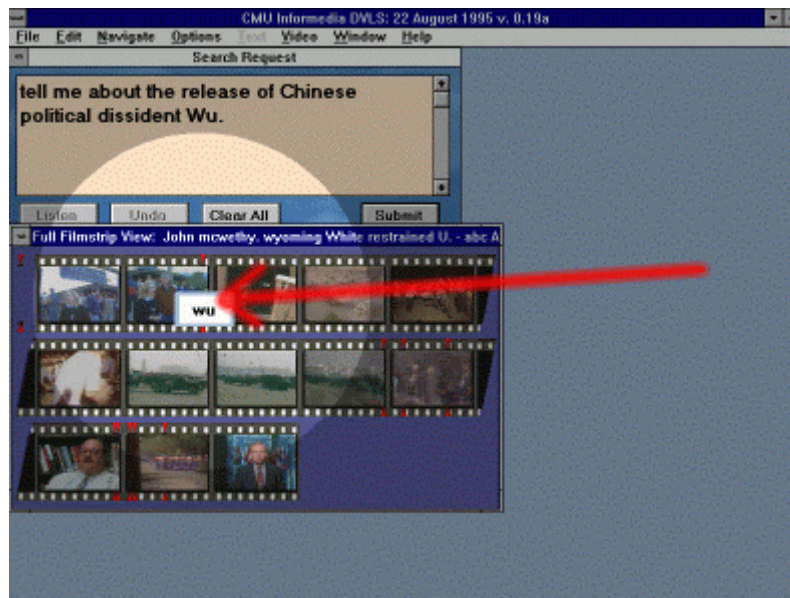 CMU Informedia DVLS: 22 August 1995 v. 0.19a
File Edit Navigate Options Text Video Window Help
Search Request
tell me about the release of Chinese
political dissident Wu.
Listen Undo Clear All Submit
Full Filmstrip View: John mcwethy. wyoming White restrained U. - abc A
wu